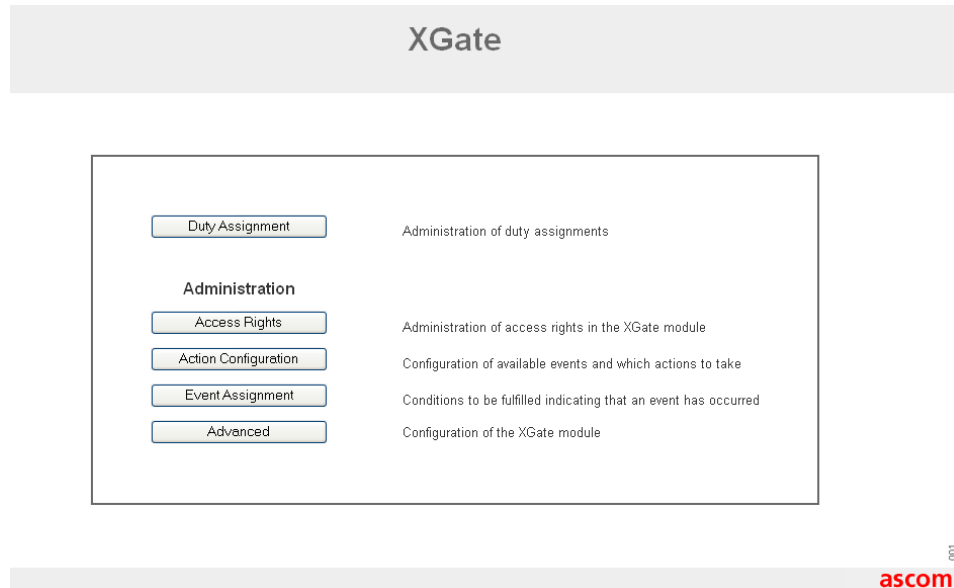 XGate
Duty Assignment
Administration of duty assignments
Administration
Access Rights
Administration of access rights in the XGate module
Action Configuration
Configuration of available events and which actions to take
Event Assignment
Conditions to be fulfilled indicating that an event has occurred
Advanced
Configuration of the XGate module
001
ascom